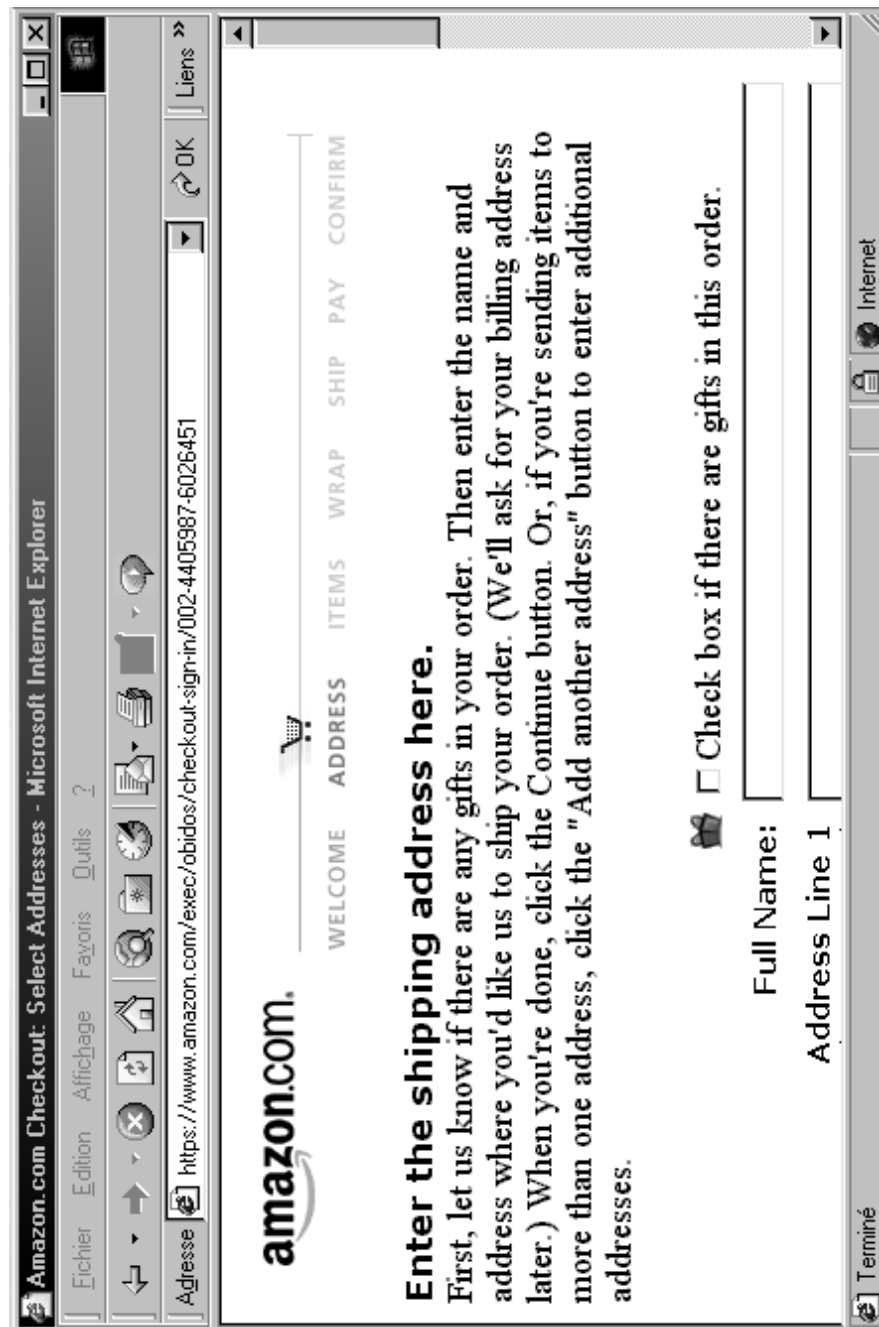 Amazon.com Checkout: Select Addresses - Microsoft Internet Explorer
Fichier Edition Affichage Favoris Outils ?
Adresse https://www.amazon.com/exec/obidos/checkout-sign-in/002-4405987-6026451 OK Liens »
amazon.com.
WELCOME ADDRESS ITEMS WRAP SHIP PAY CONFIRM
Enter the shipping address here.
First, let us know if there are any gifts in your order. Then enter the name and
address where you'd like us to ship your order. (We'll ask for your billing address
later.) When you're done, click the Continue button. Or, if you're sending items to
more than one address, click the "Add another address" button to enter additional
addresses.
Check box if there are gifts in this order.
Full Name:
Address Line 1
Terminé Internet